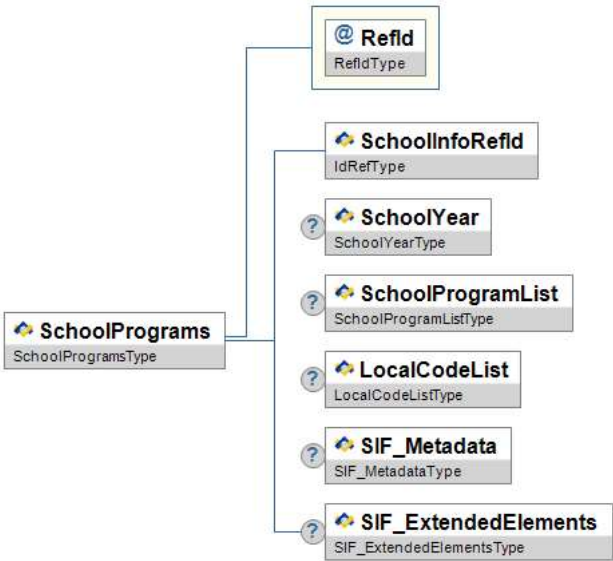 @ RefId
RefIdType
SchoolInfoRefId
IdRefType
? SchoolYear
SchoolYearType
? SchoolProgramList
SchoolProgramListType
SchoolPrograms
SchoolProgramsType
? LocalCodeList
LocalCodeListType
? SIF_Metadata
SIF_MetadataType
? SIF_ExtendedElements
SIF_ExtendedElementsType